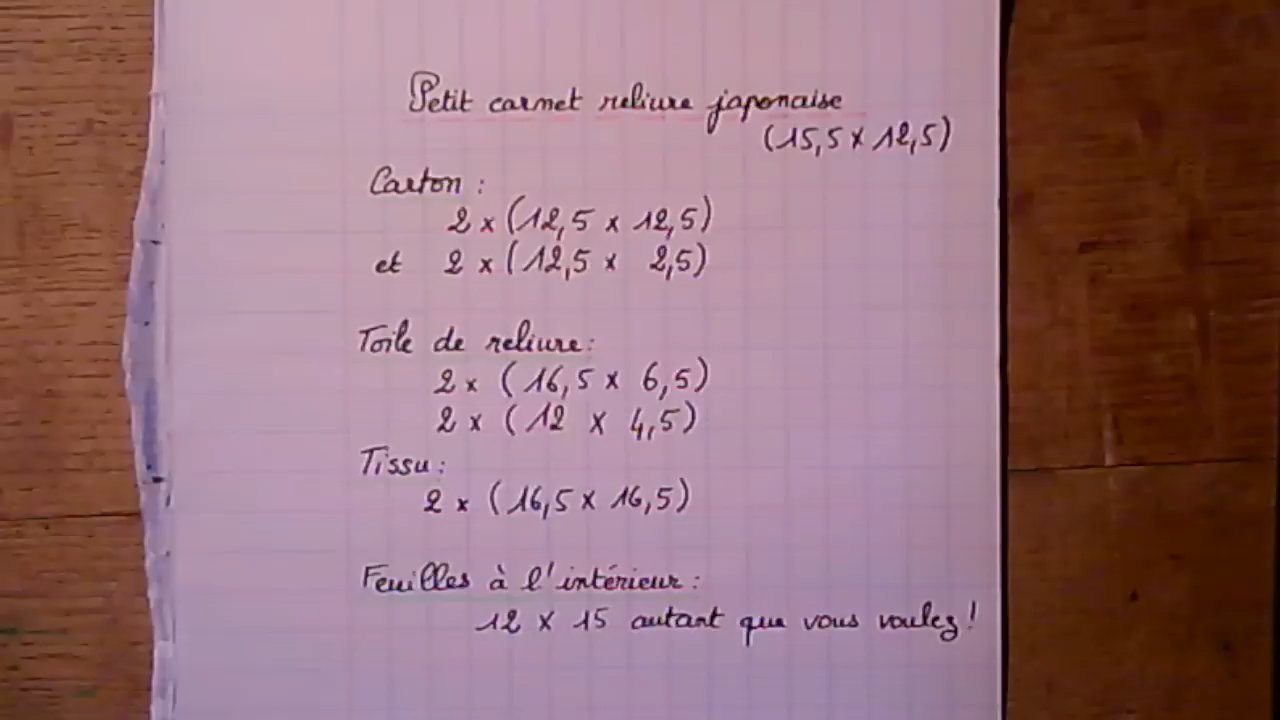 Petit carnet reliure japonaise
(15,5 x 12,5)
Carton :
2 x (12,5 x 12,5)
et 2 x (12,5 x 2,5)
Toile de reliure :
2 x (16,5 x 6,5)
2 x (12 x 4,5)
Tissu :
2 x (16,5 x 16,5)
Feuilles à l'intérieur :
12 x 15 autant que vous voulez !